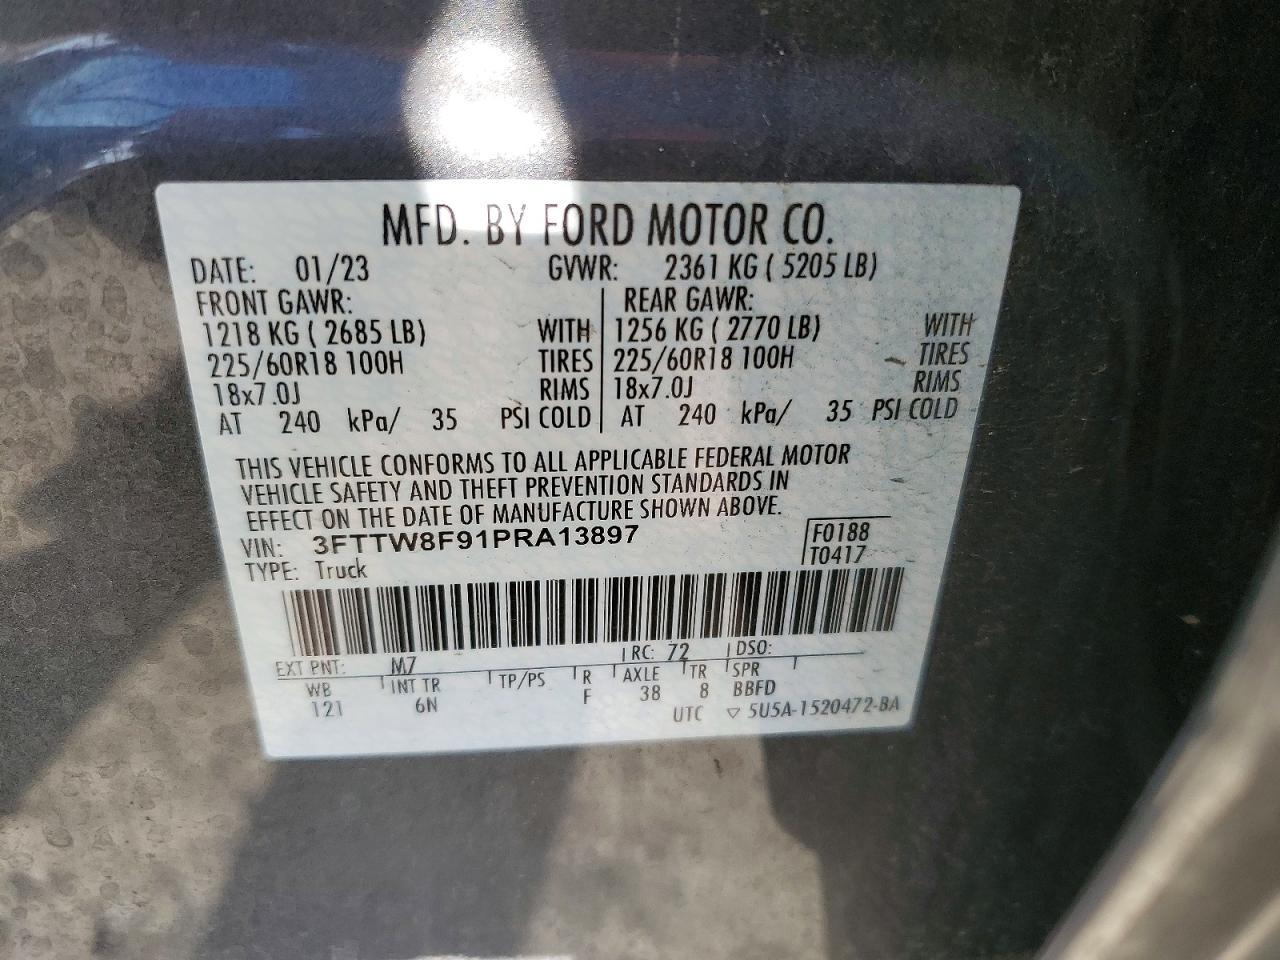 MFD. BY FORD MOTOR CO.
DATE: 01/23 GVWR: 2361 KG ( 5205 LB)
FRONT GAWR: REAR GAWR:
1218 KG ( 2685 LB) WITH 1256 KG ( 2770 LB) WITH
225/60R18 100H TIRES 225/60R18 100H TIRES
18x7.0J RIMS 18x7.0J RIMS
AT 240 kPa/ 35 PSI COLD AT 240 kPa/ 35 PSI COLD
THIS VEHICLE CONFORMS TO ALL APPLICABLE FEDERAL MOTOR
VEHICLE SAFETY AND THEFT PREVENTION STANDARDS IN
EFFECT ON THE DATE OF MANUFACTURE SHOWN ABOVE.
VIN: 3FTTW8F91PRA13897 F0188
TYPE: Truck T0417
EXT PNT: M7 RC: 72 DSO:
WB INT TR TP/PS R AXLE TR SPR
121 6N F 38 8 BBFD
UTC ▽ 5U5A-1520472-BA